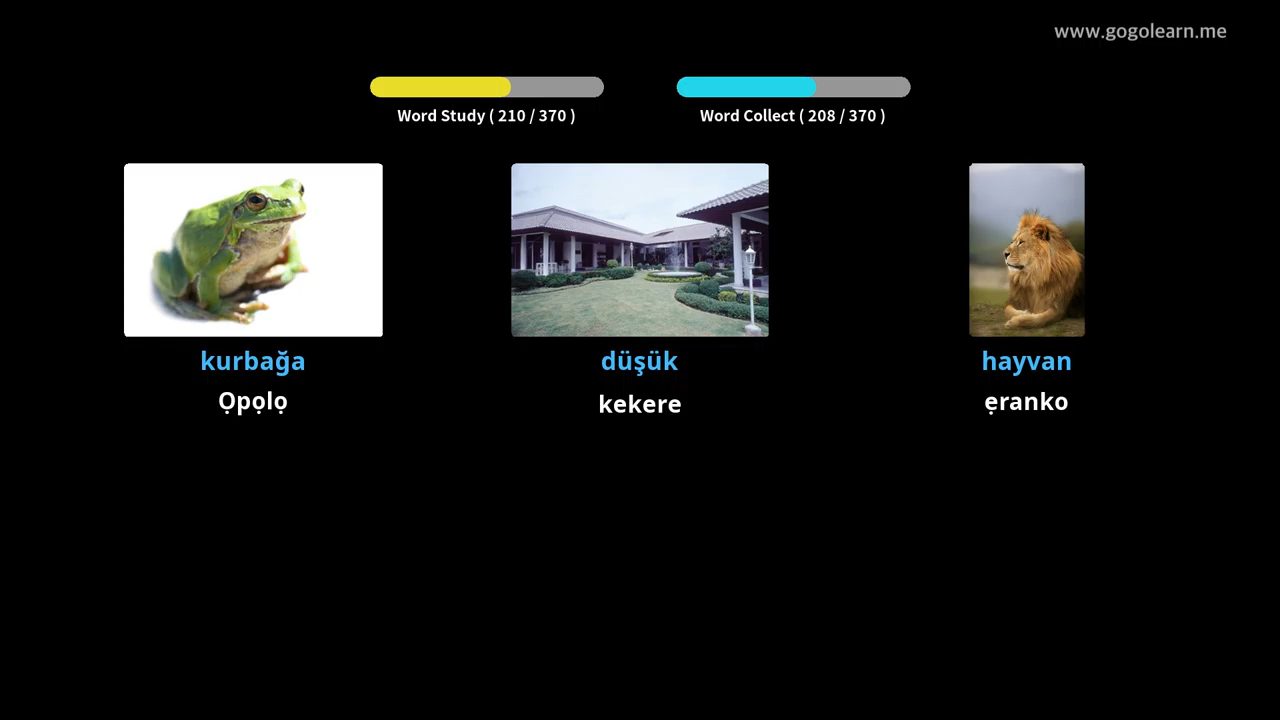 www.gogolearn.me
Word Study ( 210 / 370 )
Word Collect ( 208 / 370 )
kurbağa
düşük
hayvan
Ọpọlọ
kekere
ẹranko